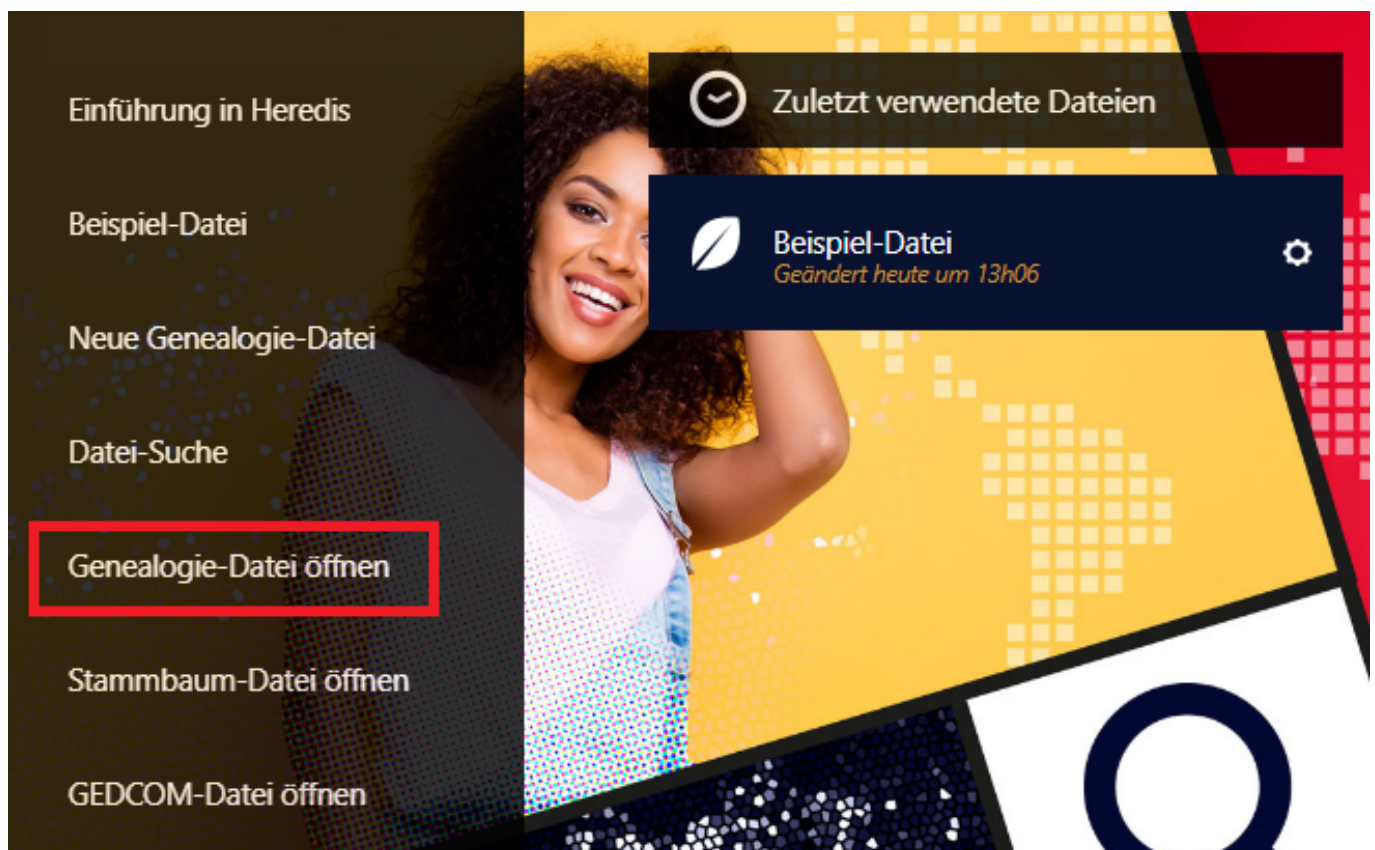 Einführung in Heredis
Beispiel-Datei
Neue Genealogie-Datei
Datei-Suche
Genealogie-Datei öffnen
Stammbaum-Datei öffnen
GEDCOM-Datei öffnen
Zuletzt verwendete Dateien
Beispiel-Datei
Geändert heute um 13h06